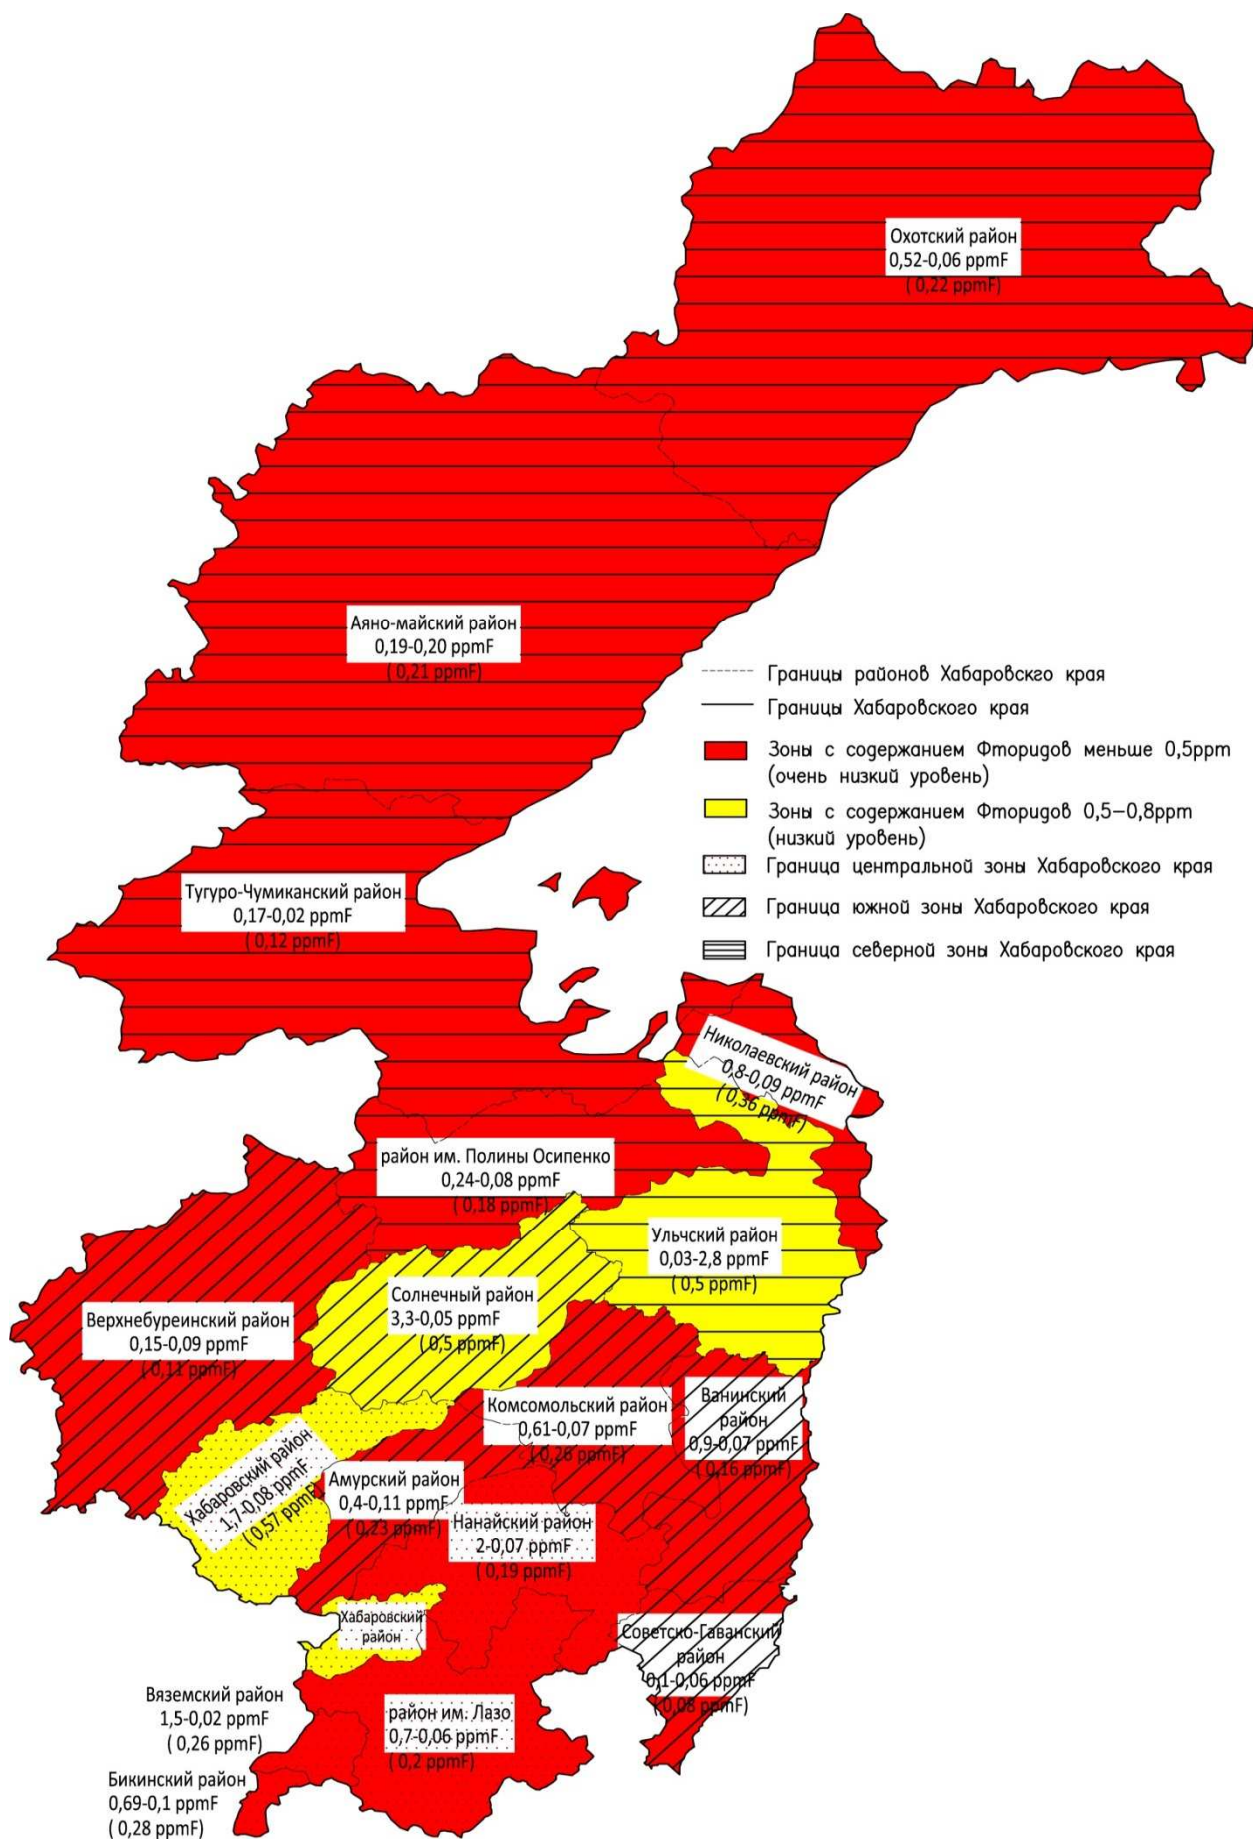 Охотский район
0,52-0,06 ppmF
( 0,22 ppmF)
Аяно-майский район
0,19-0,20 ppmF
( 0,21 ppmF)
Границы районов Хабаровскго края
Границы Хабаровского края
Зоны с содержанием Фторидов меньше 0,5ppm
(очень низкий уровень)
Зоны с содержанием Фторидов 0,5–0,8ppm
(низкий уровень)
Граница центральной зоны Хабаровского края
Граница южной зоны Хабаровского края
Граница северной зоны Хабаровского края
Тугуро-Чумиканский район
0,17-0,02 ppmF
( 0,12 ppmF)
Николаевский район
0,8-0,09 ppmF
( 0,36 ppmF)
район им. Полины Осипенко
0,24-0,08 ppmF
( 0,18 ppmF)
Ульчский район
0,03-2,8 ppmF
( 0,5 ppmF)
Солнечный район
3,3-0,05 ppmF
( 0,5 ppmF)
Верхнебуреинский район
0,15-0,09 ppmF
( 0,11 ppmF)
Комсомольский район
0,61-0,07 ppmF
( 0,26 ppmF)
Ванинский
район
0,9-0,07 ppmF
( 0,16 ppmF)
Хабаровский район
1,7-0,08 ppmF
( 0,57 ppmF)
Амурский район
0,4-0,11 ppmF
( 0,23 ppmF)
Нанайский район
2-0,07 ppmF
( 0,19 ppmF)
Хабаровский
район
Советско-Гаванский
район
0,1-0,06 ppmF
( 0,08 ppmF)
Вяземский район
1,5-0,02 ppmF
( 0,26 ppmF)
район им. Лазо
0,7-0,06 ppmF
( 0,2 ppmF)
Бикинский район
0,69-0,1 ppmF
( 0,28 ppmF)